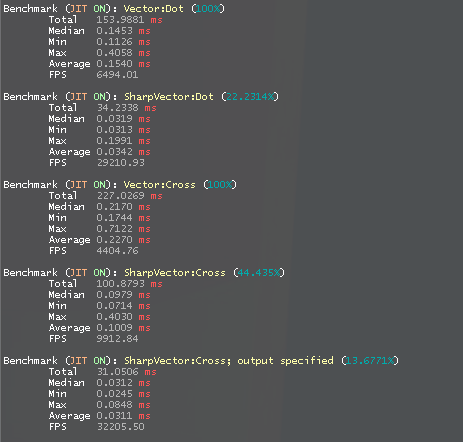 Benchmark (JIT ON): Vector:Dot (100%)
Total 153.9881 ms
Median 0.1453 ms
Min 0.1126 ms
Max 0.4058 ms
Average 0.1540 ms
FPS 6494.01
Benchmark (JIT ON): SharpVector:Dot (22.2314%)
Total 34.2338 ms
Median 0.0319 ms
Min 0.0313 ms
Max 0.1991 ms
Average 0.0342 ms
FPS 29210.93
Benchmark (JIT ON): Vector:Cross (100%)
Total 227.0269 ms
Median 0.2170 ms
Min 0.1744 ms
Max 0.7122 ms
Average 0.2270 ms
FPS 4404.76
Benchmark (JIT ON): SharpVector:Cross (44.435%)
Total 100.8793 ms
Median 0.0979 ms
Min 0.0714 ms
Max 0.4030 ms
Average 0.1009 ms
FPS 9912.84
Benchmark (JIT ON): SharpVector:Cross; output specified (13.6771%)
Total 31.0506 ms
Median 0.0312 ms
Min 0.0245 ms
Max 0.0848 ms
Average 0.0311 ms
FPS 32205.50